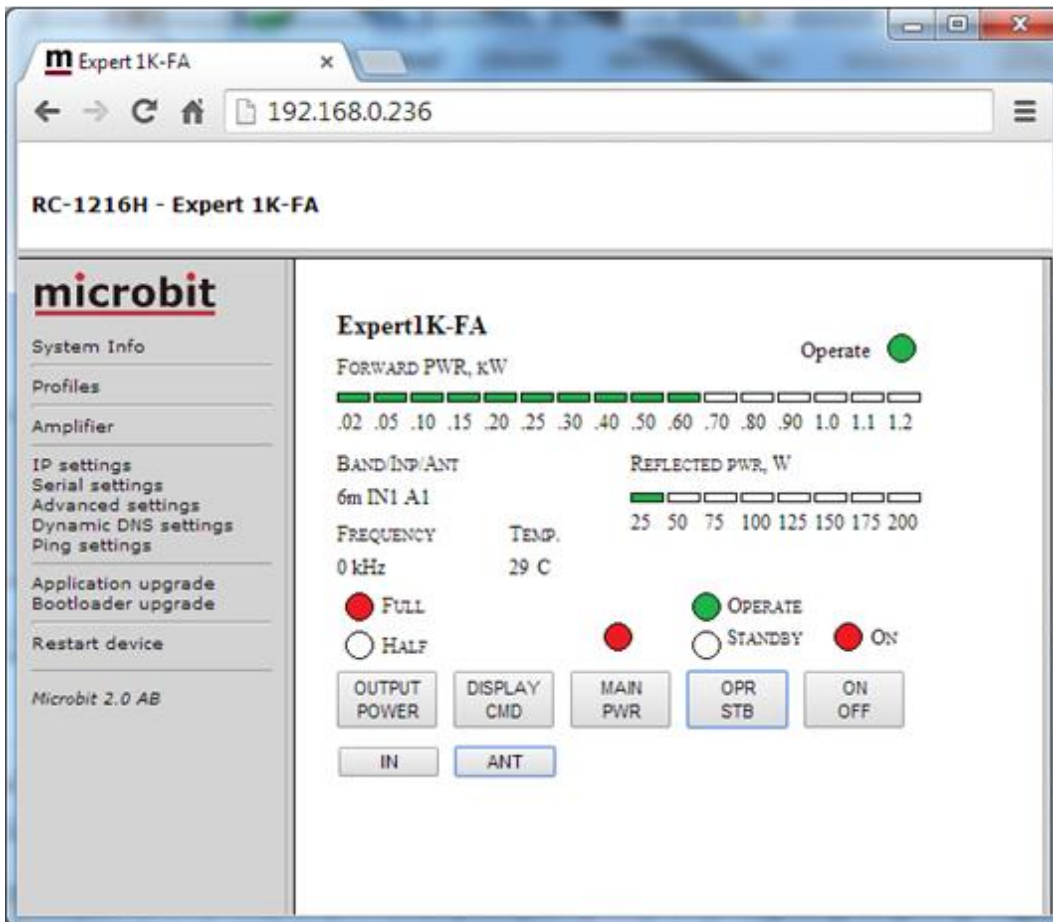 m Expert 1K-FA
192.168.0.236
RC-1216H - Expert 1K-FA
microbit
System Info
Profiles
Amplifier
IP settings
Serial settings
Advanced settings
Dynamic DNS settings
Ping settings
Application upgrade
Bootloader upgrade
Restart device
Microbit 2.0 AB
Expert1K-FA
Operate
FORWARD PWR, KW
.02 .05 .10 .15 .20 .25 .30 .40 .50 .60 .70 .80 .90 1.0 1.1 1.2
BAND/INP/ANT
REFLECTED PWR, W
6m IN1 A1
25 50 75 100 125 150 175 200
FREQUENCY TEMP.
0 kHz 29 C
FULL
OPERATE
HALF
STANDBY
ON
OUTPUT POWER
DISPLAY CMD
MAIN PWR
OPR STB
ON OFF
IN
ANT